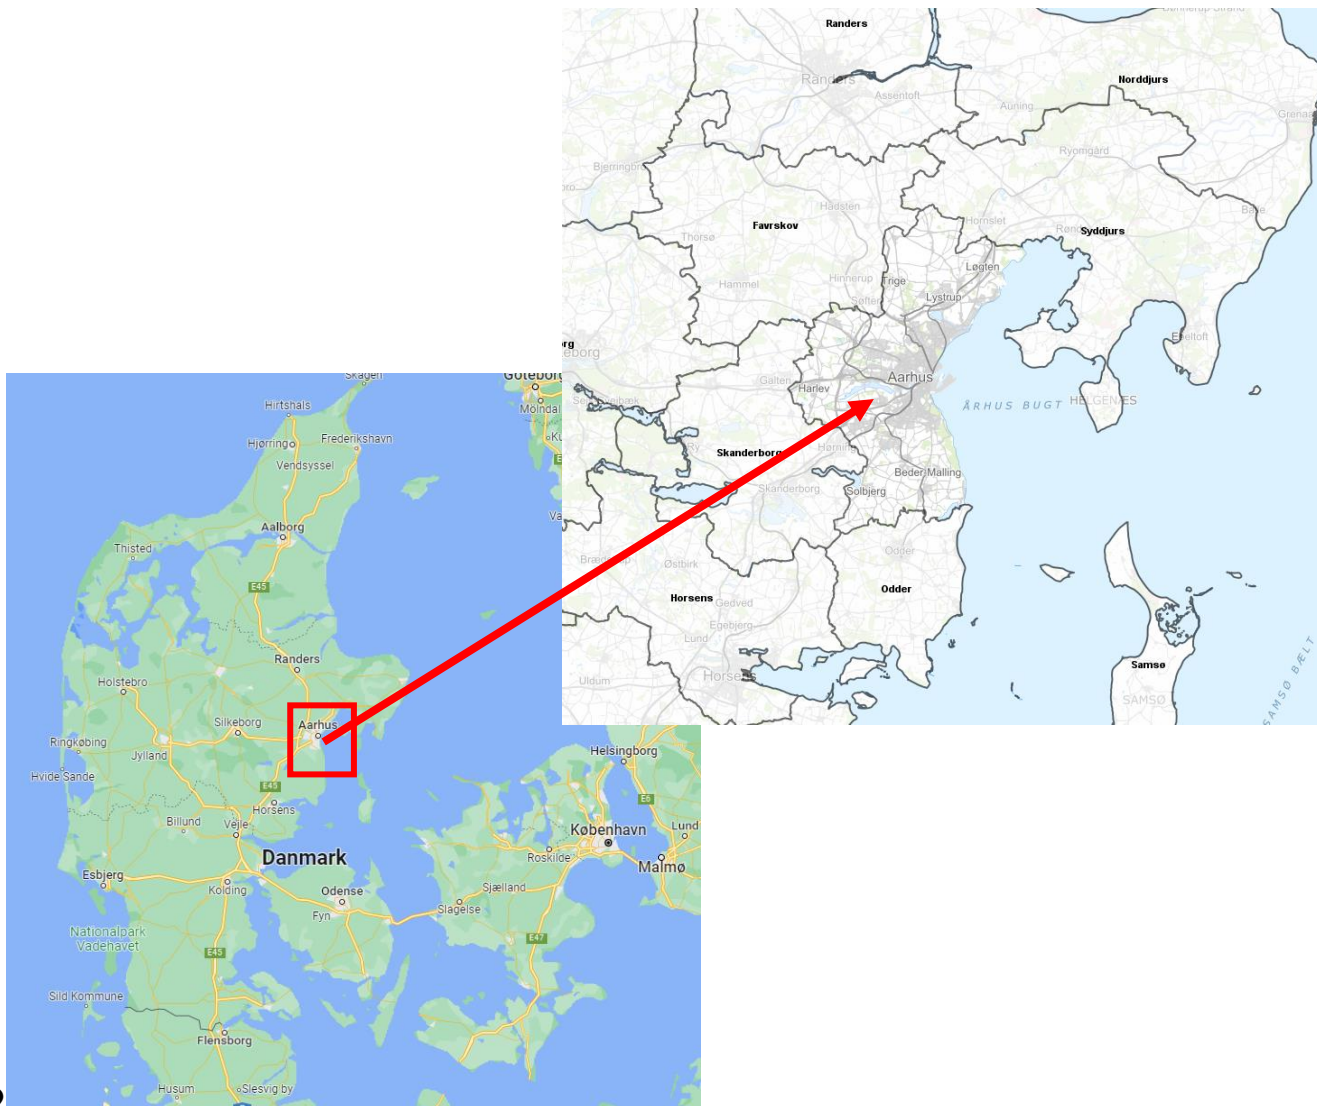 Randers
Norddjurs
Randers
Assentoft
Auning
Grenaa
Ryomgård
Bjerringbro
Hadsten
Hornslet
Favrskov
Syddjurs
Thorsø
Løgten
Hinnerup
Trige
Hammel
Søften
Lystrup
Ebeltoft
Galten
Aarhus
Harlev
ÅRHUS BUGT
HELGENÆS
Ry
Skanderborg
Hørning
Beder
Malling
Skanderborg
Solbjerg
Odder
Østbirk
Odder
Horsens
Gedved
Egebjerg
Lund
Uldum
Horsens
Samsø
SAMSØ
SAMSØ BÆLT
Skagen
Göteborg
Hirtshals
Hjørring
Frederikshavn
Vendsyssel
Aalborg
Thisted
E45
Randers
Holstebro
Silkeborg
Aarhus
Ringkøbing
Jylland
Hvide Sande
E45
Horsens
Billund
Vejle
Helsingborg
E6
København
Lund
Danmark
Roskilde
Malmø
Esbjerg
Kolding
Odense
Sjælland
Fyn
Slagelse
Nationalpark
Vadehavet
E45
E47
Sild Kommune
Flensborg
Husum
Slesvig by